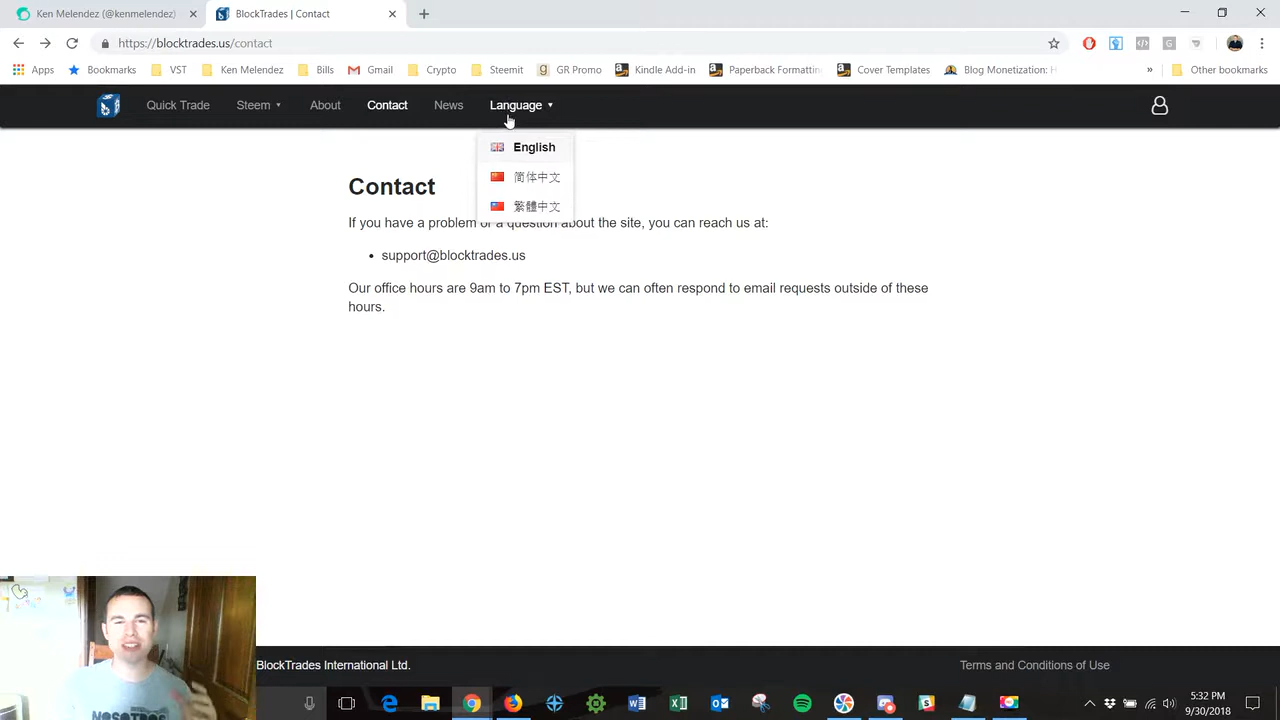 Ken Melendez (@kenmelendez)
BlockTrades | Contact
https://blocktrades.us/contact
Apps
Bookmarks
VST
Ken Melendez
Bills
Gmail
Crypto
Steemit
GR Promo
Kindle Add-in
Paperback Formattin
Cover Templates
Blog Monetization: H
»
Other bookmarks
Quick Trade
Steem
About
Contact
News
Language
English
简体中文
繁體中文
Contact
If you have a problem or a question about the site, you can reach us at:
• support@blocktrades.us
Our office hours are 9am to 7pm EST, but we can often respond to email requests outside of these
hours.
NOSOTROS
BlockTrades International Ltd.
Terms and Conditions of Use
5:32 PM
9/30/2018